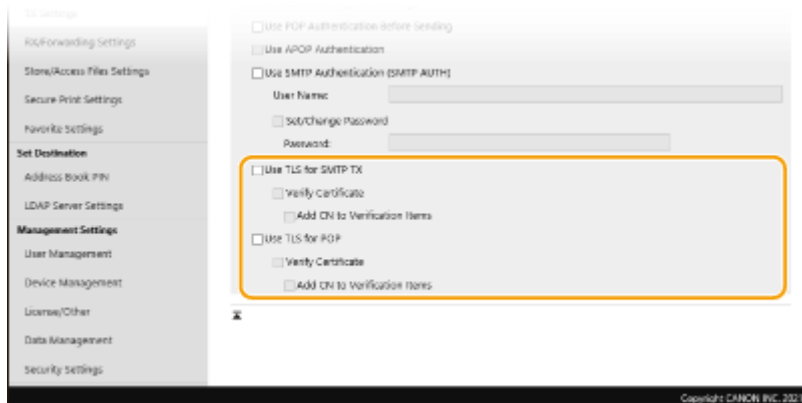 TX Settings
RX/Forwarding Settings
Store/Access Files Settings
Secure Print Settings
Favorite Settings
Set Destination
Address Book PIN
LDAP Server Settings
Management Settings
User Management
Device Management
License/Other
Data Management
Security Settings
Use POP Authentication Before Sending
Use APOP Authentication
Use SMTP Authentication (SMTP AUTH)
User Name:
Set/Change Password
Password:
Use TLS for SMTP TX
Verify Certificate
Add CN to Verification Items
Use TLS for POP
Verify Certificate
Add CN to Verification Items
Copyright CANON INC. 2021